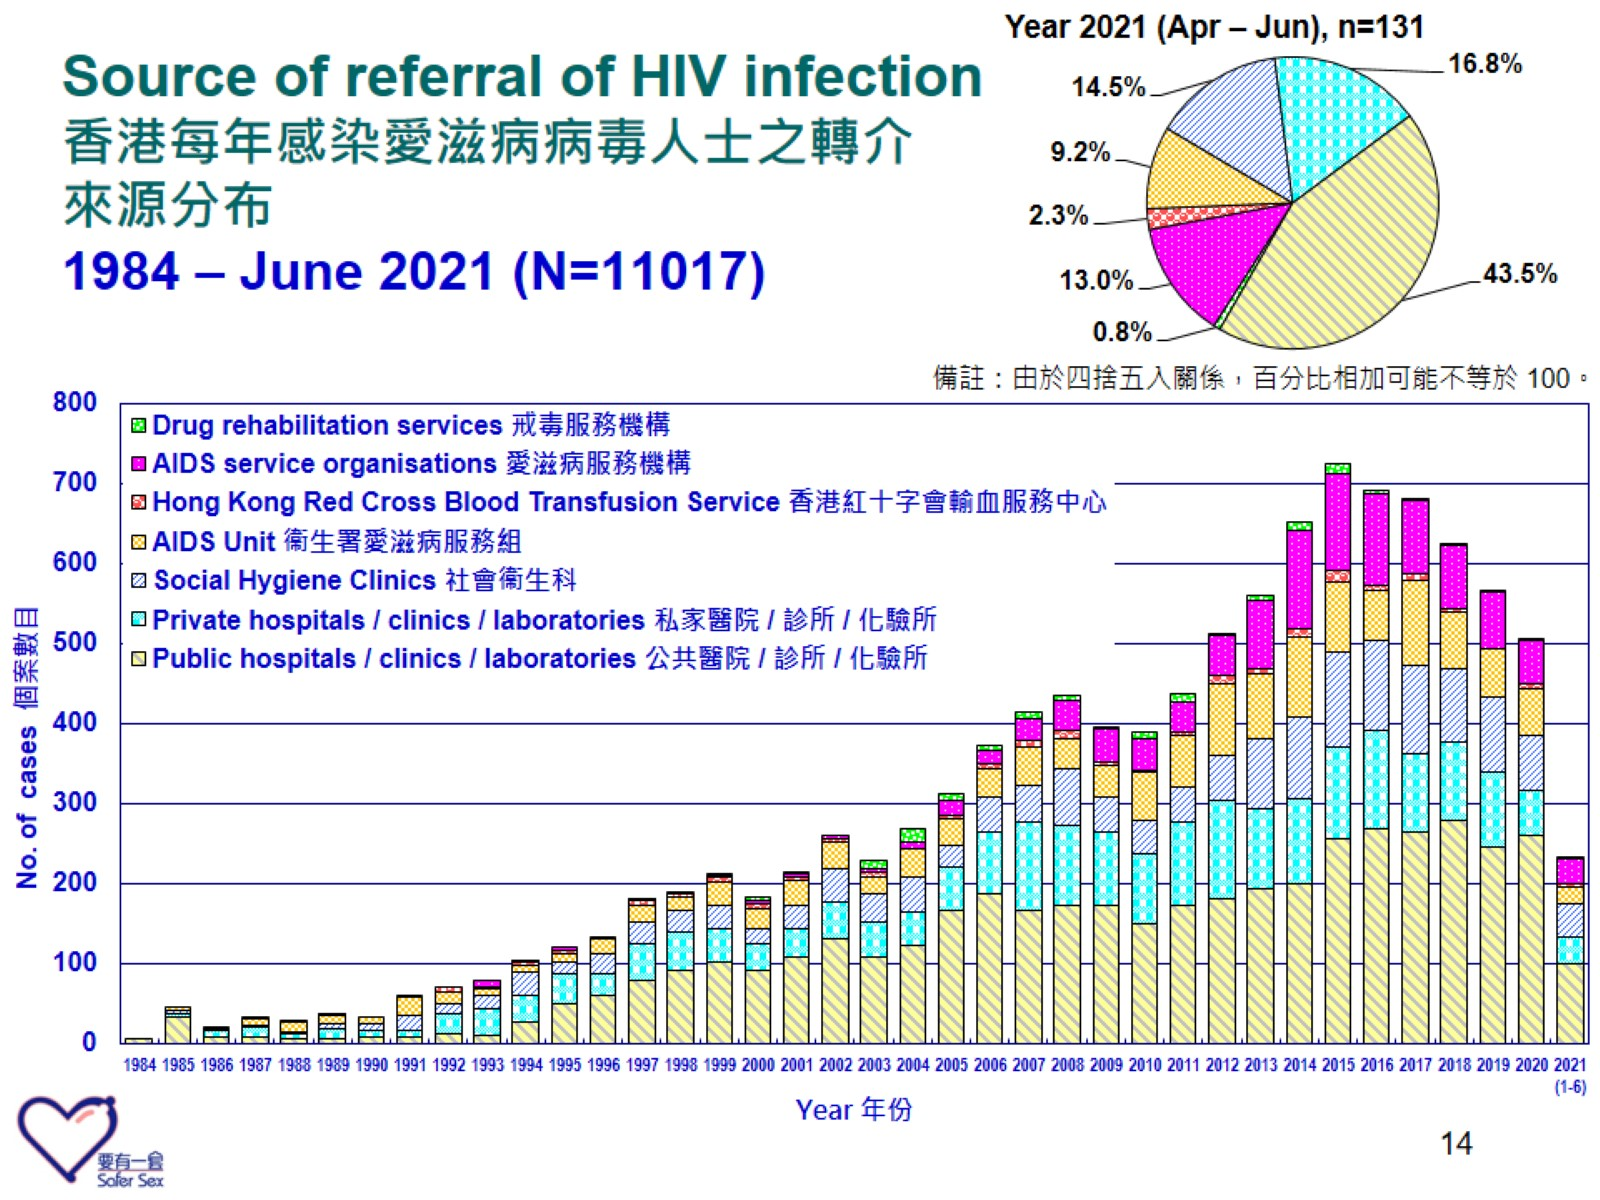 Source of referral of HIV infection
香港每年感染愛滋病病毒人士之轉介
來源分布
1984 – June 2021 (N=11017)
Year 2021 (Apr – Jun), n=131
16.8%
14.5%
9.2%
2.3%
13.0%
0.8%
43.5%
備註：由於四捨五入關係，百分比相加可能不等於 100。
No. of cases 個案數目
800
700
600
500
400
300
200
100
0
Drug rehabilitation services 戒毒服務機構
AIDS service organisations 愛滋病服務機構
Hong Kong Red Cross Blood Transfusion Service 香港紅十字會輸血服務中心
AIDS Unit 衞生署愛滋病服務組
Social Hygiene Clinics 社會衞生科
Private hospitals / clinics / laboratories 私家醫院 / 診所 / 化驗所
Public hospitals / clinics / laboratories 公共醫院 / 診所 / 化驗所
1984 1985 1986 1987 1988 1989 1990 1991 1992 1993 1994 1995 1996 1997 1998 1999 2000 2001 2002 2003 2004 2005 2006 2007 2008 2009 2010 2011 2012 2013 2014 2015 2016 2017 2018 2019 2020 2021
(1-6)
Year 年份
要有一套
Safer Sex
14